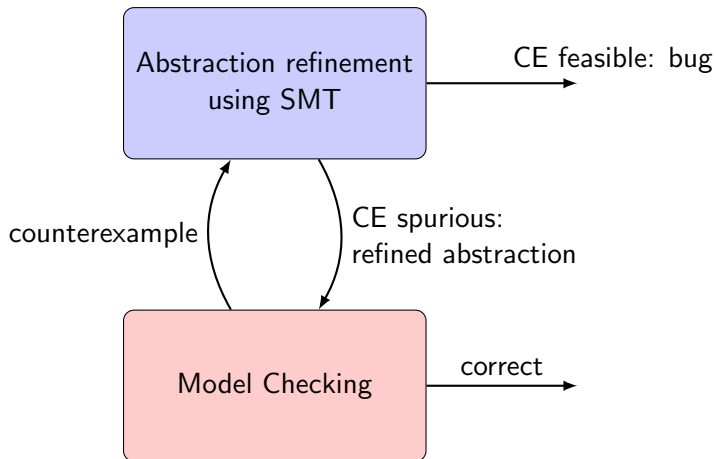 Abstraction refinement
using SMT
CE feasible: bug
counterexample
CE spurious:
refined abstraction
Model Checking
correct